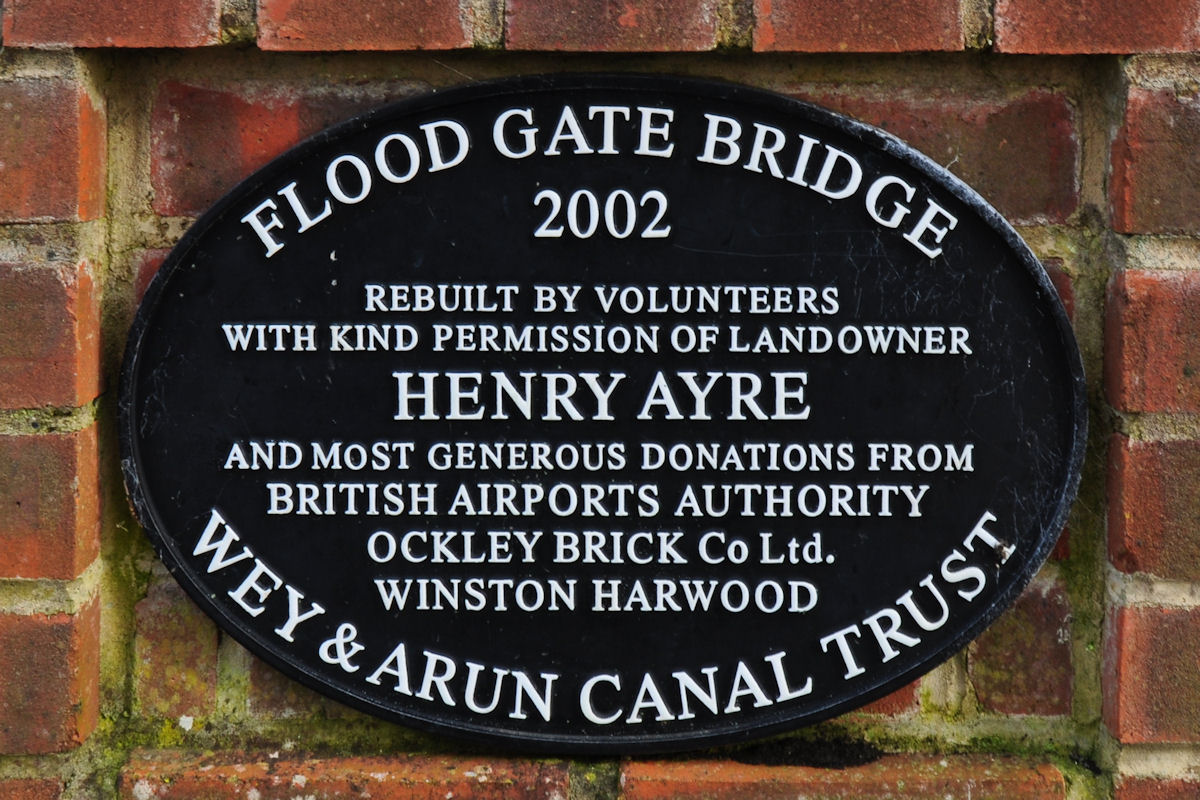 FLOOD GATE BRIDGE
2002
REBUILT BY VOLUNTEERS
WITH KIND PERMISSION OF LANDOWNER
HENRY AYRE
AND MOST GENEROUS DONATIONS FROM
BRITISH AIRPORTS AUTHORITY
OCKLEY BRICK Co Ltd.
WINSTON HARWOOD
WEY & ARUN CANAL TRUST